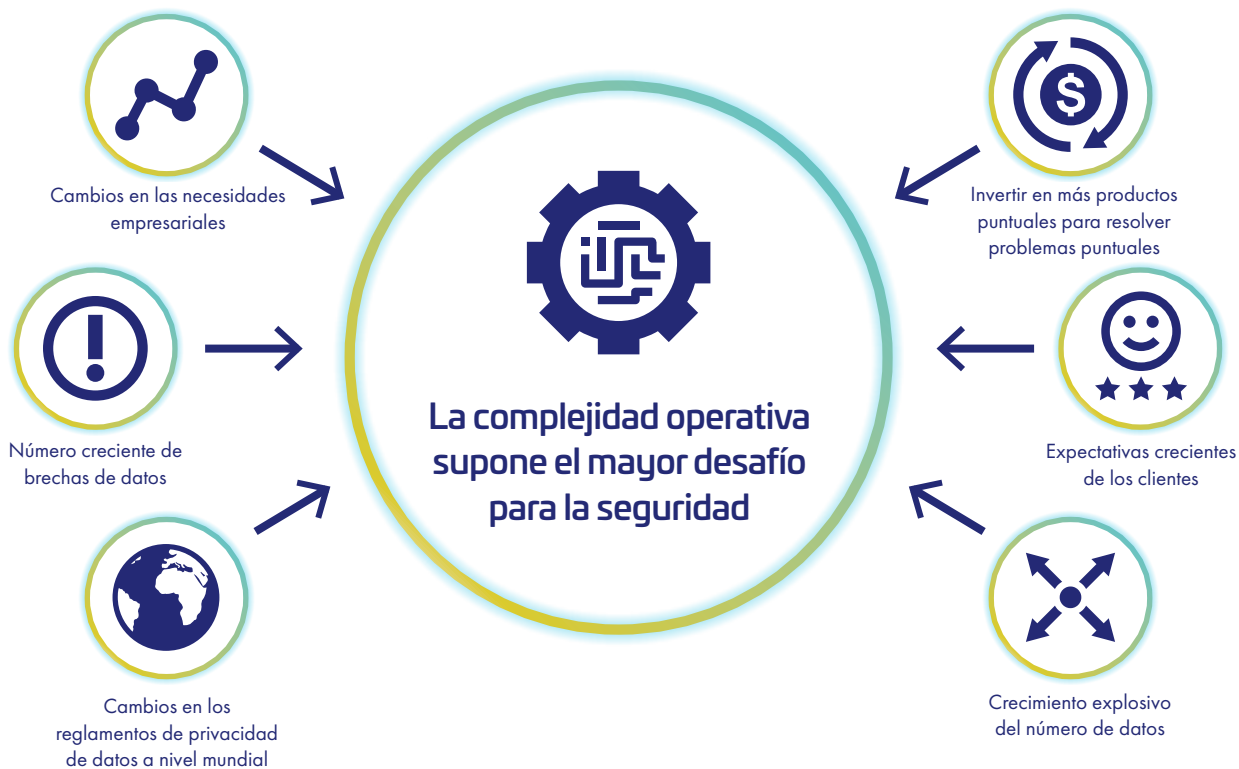 Cambios en las necesidades
empresariales
Número creciente de
brechas de datos
Cambios en los
reglamentos de privacidad
de datos a nivel mundial
La complejidad operativa
supone el mayor desafío
para la seguridad
$
Invertir en más productos
puntuales para resolver
problemas puntuales
Expectativas crecientes
de los clientes
Crecimiento explosivo
del número de datos